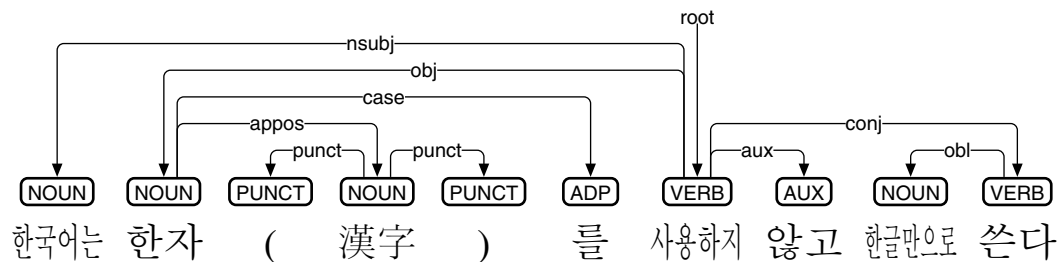 root
nsubj
obj
case
appos conj
punct punct aux obl
NOUN NOUN PUNCT NOUN PUNCT ADP VERB AUX NOUN VERB
한국어는 한자 ( 漢字 ) 를 사용하지 않고 한글만으로 쓴다